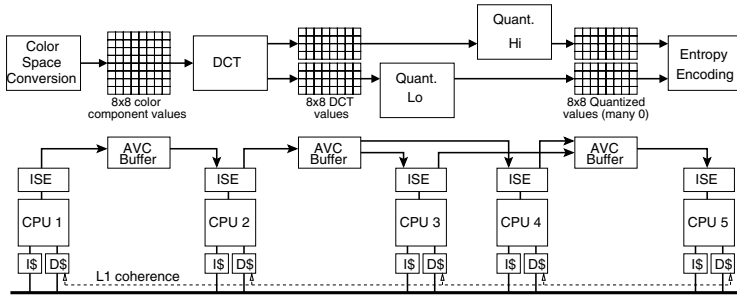 Color
Space
Conversion
8x8 color
component values
DCT
8x8 DCT
values
Quant.
Lo
Quant.
Hi
8x8 Quantized
values (many 0)
Entropy
Encoding
AVC
Buffer
AVC
Buffer
AVC
Buffer
ISE
ISE
ISE
ISE
ISE
CPU 1
CPU 2
CPU 3
CPU 4
CPU 5
I$ D$
I$ D$
I$ D$
I$ D$
I$ D$
L1 coherence